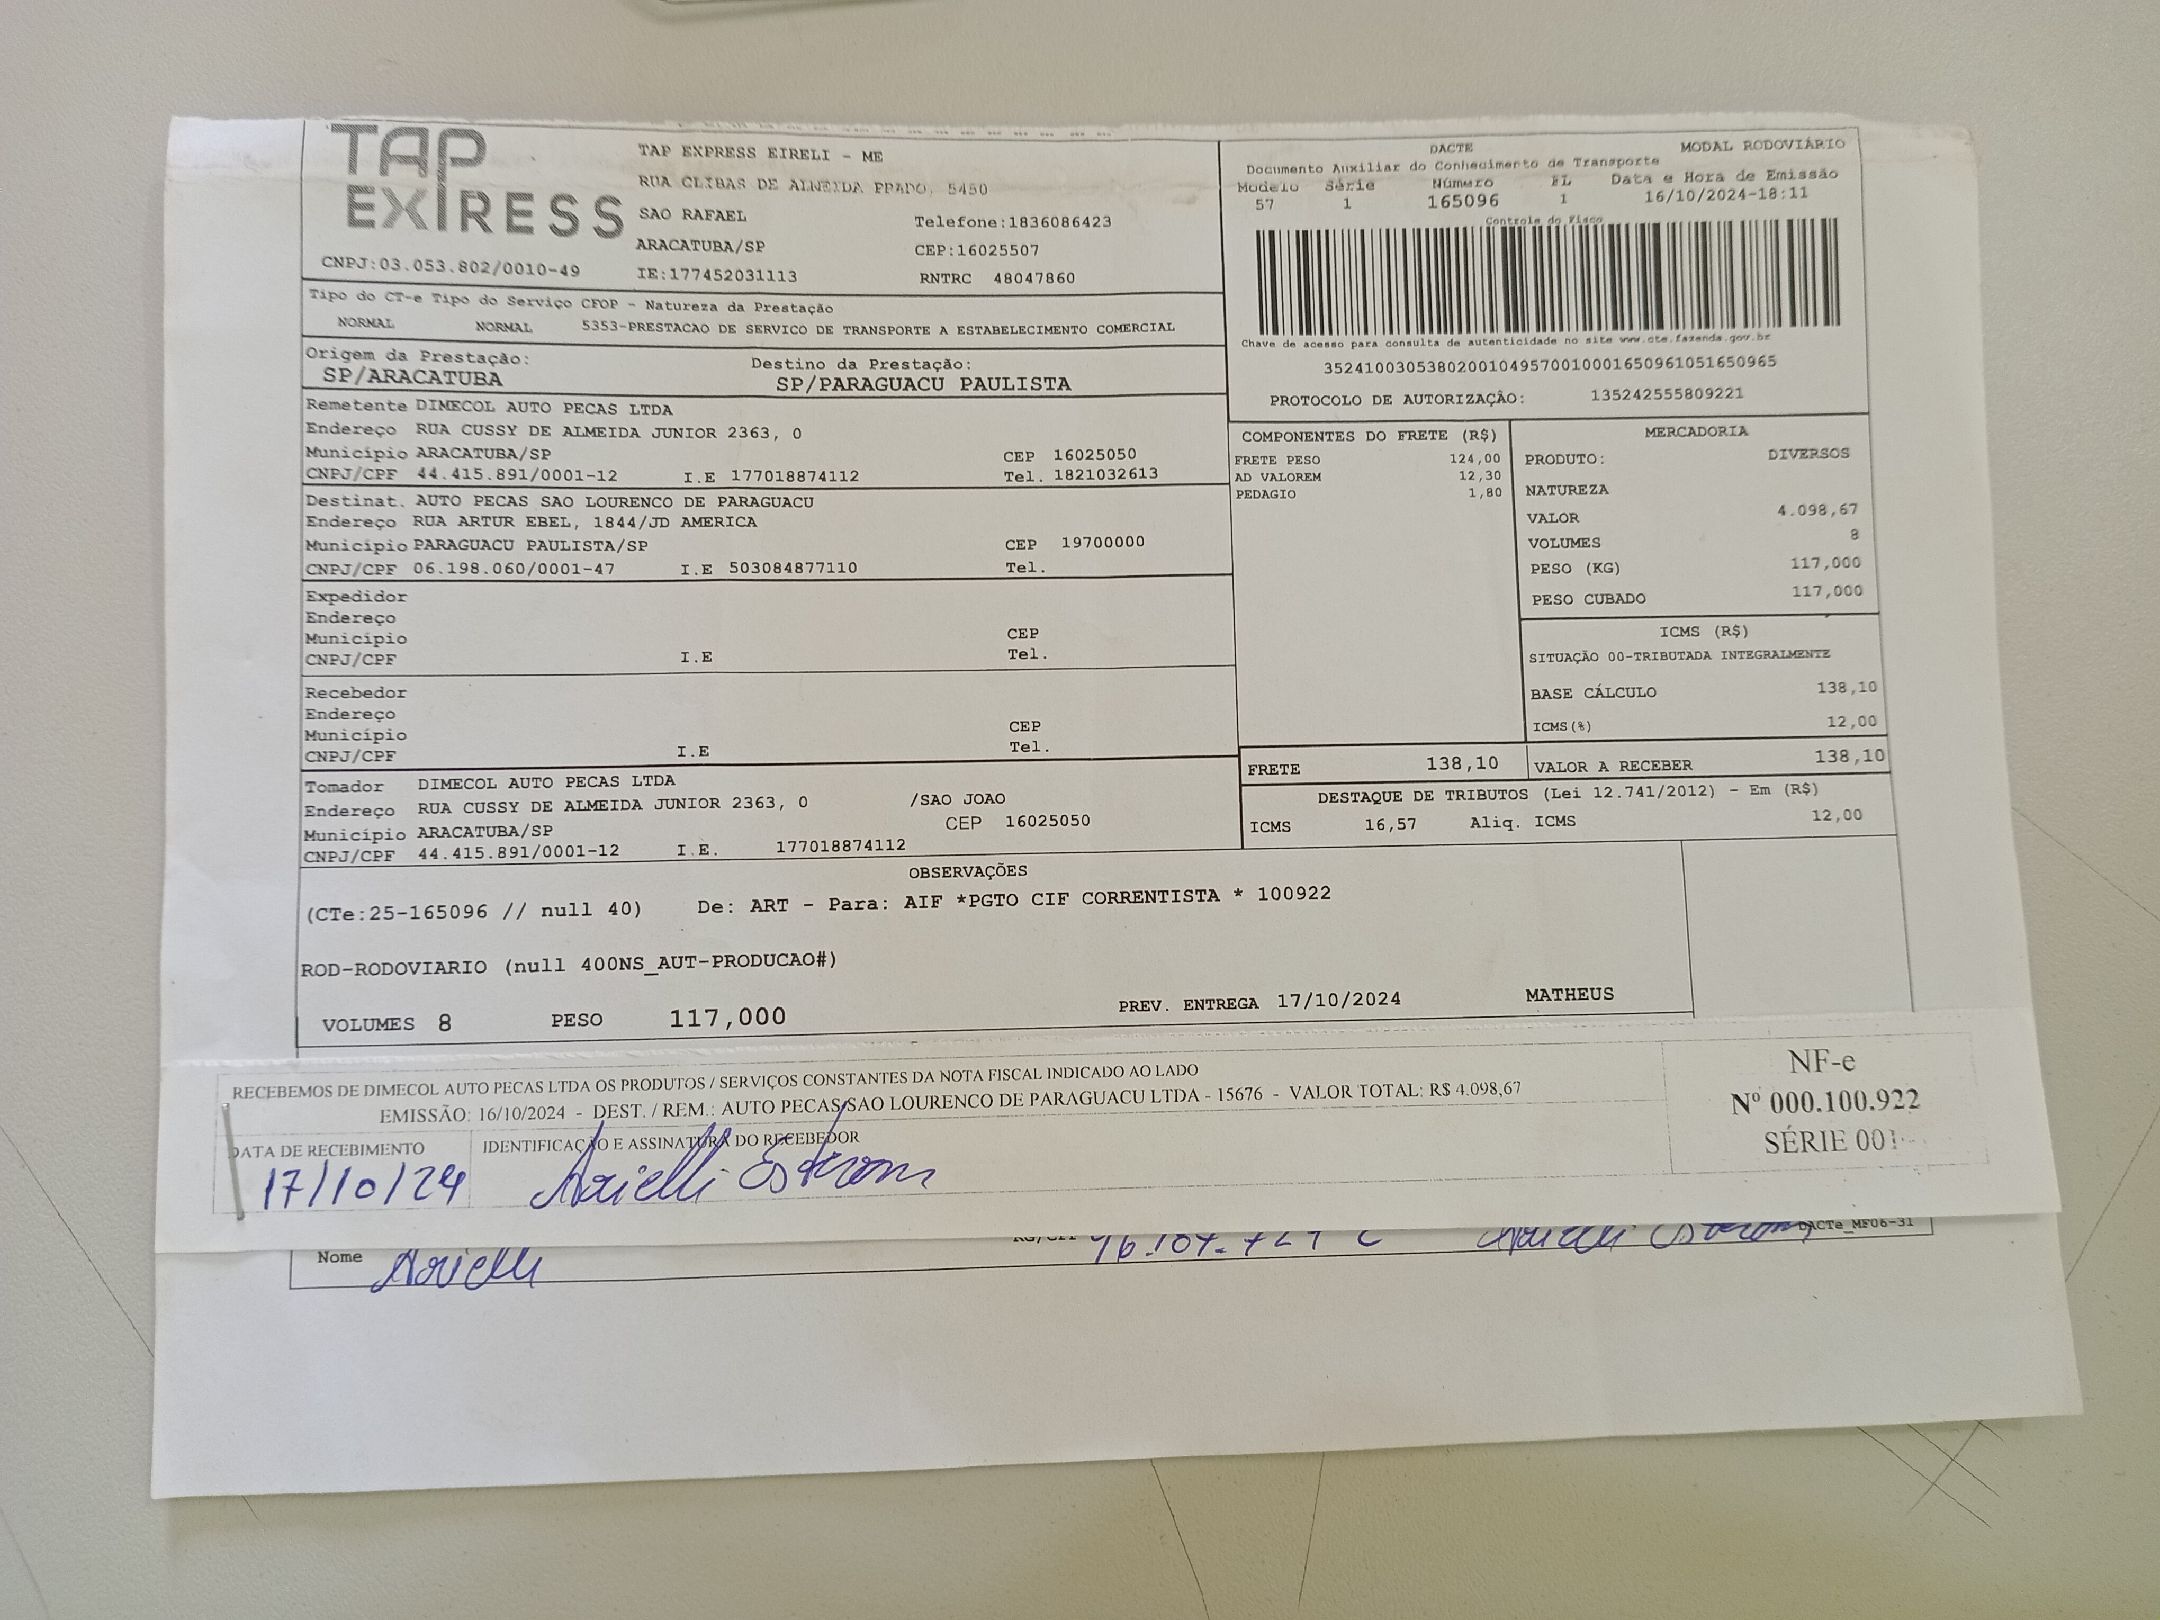 TAP EXPRESS
TAP EXPRESS EIRELI - ME
RUA CLIBAS DE ALMEIDA PRADO, 5450
SAO RAFAEL Telefone:1836086423
ARACATUBA/SP CEP:16025507
CNPJ:03.053.802/0010-49 IE:177452031113 RNTRC 48047860
DACTE MODAL RODOVIÁRIO
Documento Auxiliar do Conhecimento de Transporte
Modelo Série Número FL Data e Hora de Emissão
57 1 165096 1 16/10/2024-18:11
Controle do Fisco
Chave de acesso para consulta de autenticidade no site www.cte.fazenda.gov.br
35241003053802001049570010001650961051650965
PROTOCOLO DE AUTORIZAÇÃO: 135242555809221
Tipo do CT-e Tipo do Serviço CFOP - Natureza da Prestação
NORMAL NORMAL 5353-PRESTACAO DE SERVICO DE TRANSPORTE A ESTABELECIMENTO COMERCIAL
Origem da Prestação: Destino da Prestação:
SP/ARACATUBA SP/PARAGUACU PAULISTA
Remetente DIMECOL AUTO PECAS LTDA
Endereço RUA CUSSY DE ALMEIDA JUNIOR 2363, 0
Município ARACATUBA/SP CEP 16025050
CNPJ/CPF 44.415.891/0001-12 I.E 177018874112 Tel. 1821032613
Destinat. AUTO PECAS SAO LOURENCO DE PARAGUACU
Endereço RUA ARTUR EBEL, 1844/JD AMERICA
Município PARAGUACU PAULISTA/SP CEP 19700000
CNPJ/CPF 06.198.060/0001-47 I.E 503084877110 Tel.
Expedidor
Endereço
Município CEP
CNPJ/CPF I.E Tel.
Recebedor
Endereço
Município CEP
CNPJ/CPF I.E Tel.
Tomador DIMECOL AUTO PECAS LTDA
Endereço RUA CUSSY DE ALMEIDA JUNIOR 2363, 0 /SAO JOAO
Município ARACATUBA/SP CEP 16025050
CNPJ/CPF 44.415.891/0001-12 I.E. 177018874112
COMPONENTES DO FRETE (R$)
FRETE PESO 124,00
AD VALOREM 12,30
PEDAGIO 1,80
MERCADORIA
PRODUTO: DIVERSOS
NATUREZA
VALOR 4.098,67
VOLUMES 8
PESO (KG) 117,000
PESO CUBADO 117,000
ICMS (R$)
SITUAÇÃO 00-TRIBUTADA INTEGRALMENTE
BASE CÁLCULO 138,10
ICMS(%) 12,00
FRETE 138,10 VALOR A RECEBER 138,10
DESTAQUE DE TRIBUTOS (Lei 12.741/2012) - Em (R$)
ICMS 16,57 Aliq. ICMS 12,00
OBSERVAÇÕES
(CTe:25-165096 // null 40) De: ART - Para: AIF *PGTO CIF CORRENTISTA * 100922
ROD-RODOVIARIO (null 400NS_AUT-PRODUCAO#)
VOLUMES 8 PESO 117,000 PREV. ENTREGA 17/10/2024 MATHEUS
RECEBEMOS DE DIMECOL AUTO PECAS LTDA OS PRODUTOS / SERVIÇOS CONSTANTES DA NOTA FISCAL INDICADO AO LADO
EMISSÃO: 16/10/2024 - DEST. / REM.: AUTO PECAS SAO LOURENCO DE PARAGUACU LTDA - 15676 - VALOR TOTAL: R$ 4.098,67
DATA DE RECEBIMENTO IDENTIFICAÇÃO E ASSINATURA DO RECEBEDOR
17/10/24 Arielli
NF-e
Nº 000.100.922
SÉRIE 001
Nome Arielli
DACTe_MF06-31